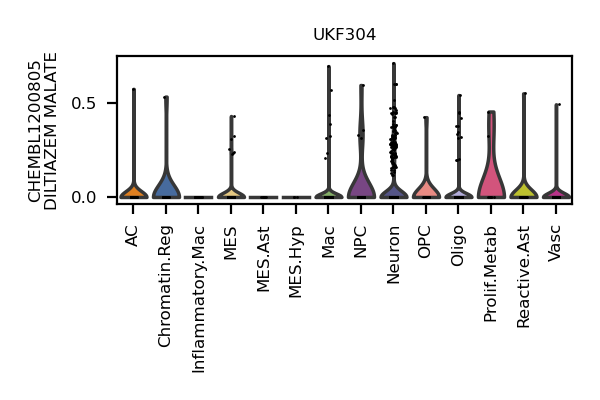 UKF304
CHEMBL1200805
DILTIAZEM MALATE
0.5
0.0
AC
Chromatin.Reg
Inflammatory.Mac
MES
MES.Ast
MES.Hyp
Mac
NPC
Neuron
OPC
Oligo
Prolif.Metab
Reactive.Ast
Vasc